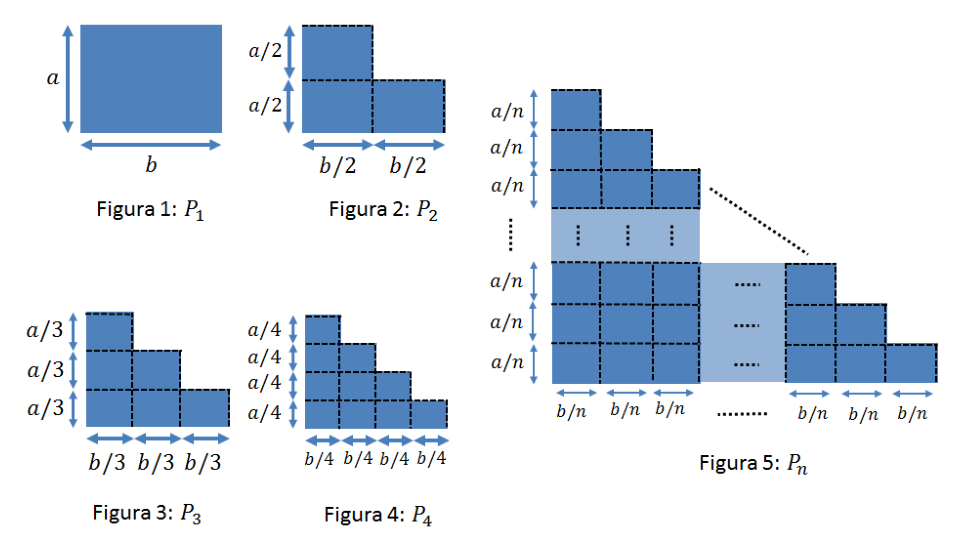 a
b
Figura 1: P₁
a/2
a/2
b/2 b/2
Figura 2: P₂
a/3
a/3
a/3
b/3 b/3 b/3
Figura 3: P₃
a/4
a/4
a/4
a/4
b/4 b/4 b/4 b/4
Figura 4: P₄
a/n
a/n
a/n
a/n
a/n
a/n
b/n b/n b/n ....... b/n b/n b/n
Figura 5: Pₙ